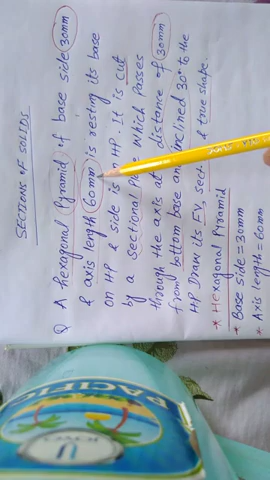 SECTIONS OF SOLIDS
Q) A hexagonal Pyramid of base side 30mm
& axis length 60mm is resting its base
on HP & side is HP. It is cut
by a sectional Plane which Passes
through the axis at distance of 30mm
from bottom base and inclined 30° to the
HP Draw its FV, sect. & true shape.
* Hexagonal Pyramid
* Base side = 30mm
* Axis length = 60mm
PACIFIC